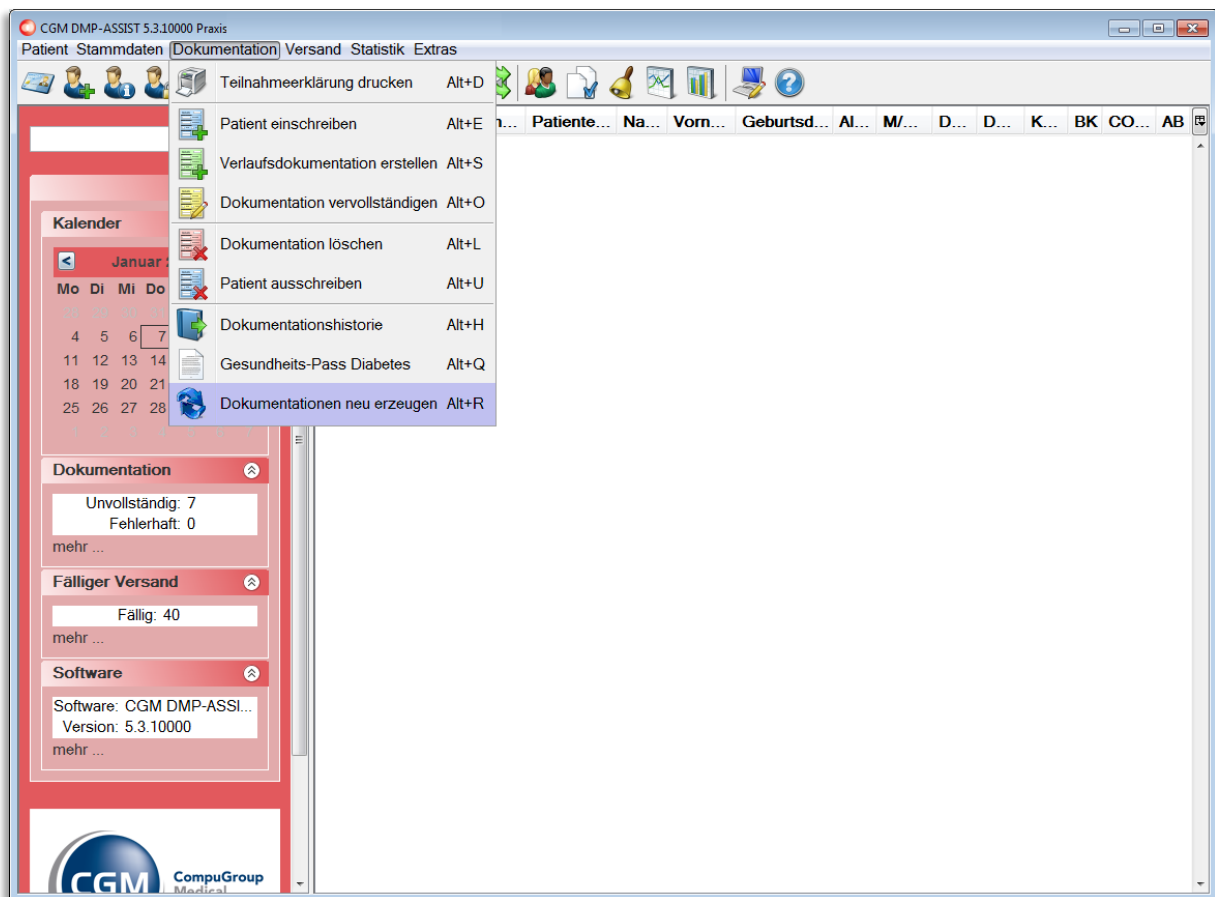 CGM DMP-ASSIST 5.3.10000 Praxis
Patient Stammdaten Dokumentation Versand Statistik Extras
Teilnahmeerklärung drucken Alt+D
Patient einschreiben Alt+E
Verlaufsdokumentation erstellen Alt+S
Dokumentation vervollständigen Alt+O
Dokumentation löschen Alt+L
Patient ausschreiben Alt+U
Dokumentationshistorie Alt+H
Gesundheits-Pass Diabetes Alt+Q
Dokumentationen neu erzeugen Alt+R
n... Patiente... Na... Vorn... Geburtsd... Al... M/... D... D... K... BK CO... AB
Kalender
< Januar
Mo Di Mi Do
4 5 6 7
11 12 13 14
18 19 20 21
25 26 27 28
Dokumentation
Unvollständig: 7
Fehlerhaft: 0
mehr ...
Fälliger Versand
Fällig: 40
mehr ...
Software
Software: CGM DMP-ASSI...
Version: 5.3.10000
mehr ...
CGM
CompuGroup
Medical